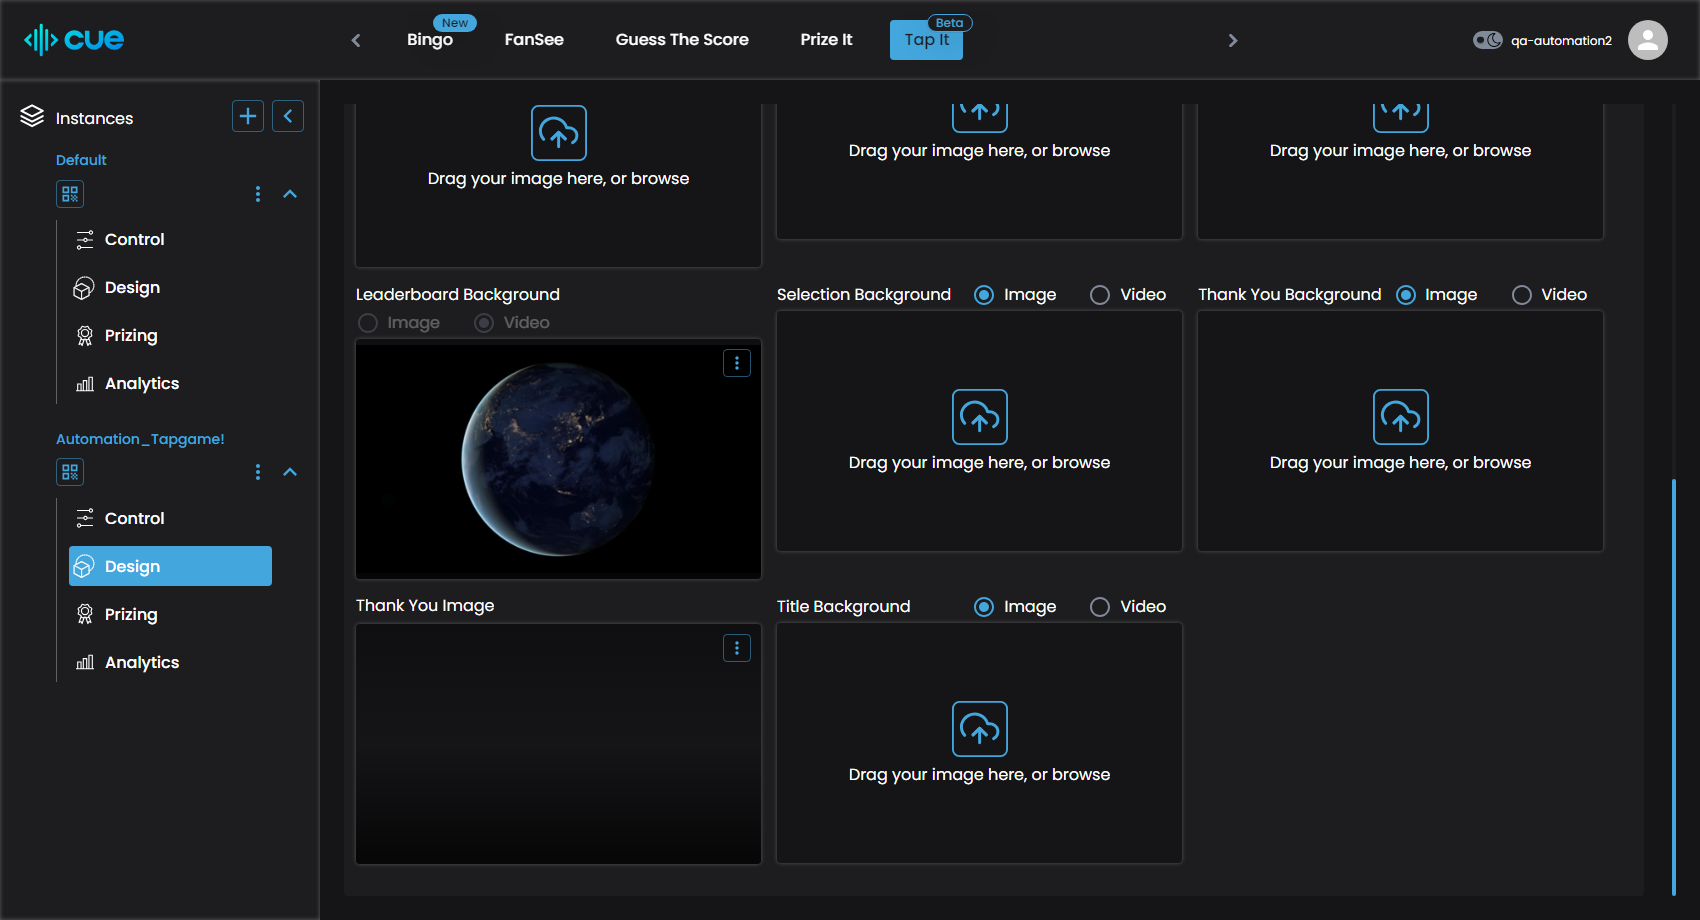 cue
New
Bingo
FanSee
Guess The Score
Prize It
Beta
Tap It
qa-automation2
Instances
Default
Control
Design
Prizing
Analytics
Automation_Tapgame!
Control
Design
Prizing
Analytics
Drag your image here, or browse
Drag your image here, or browse
Drag your image here, or browse
Leaderboard Background
Image Video
Selection Background Image Video
Drag your image here, or browse
Thank You Background Image Video
Drag your image here, or browse
Thank You Image
Title Background Image Video
Drag your image here, or browse